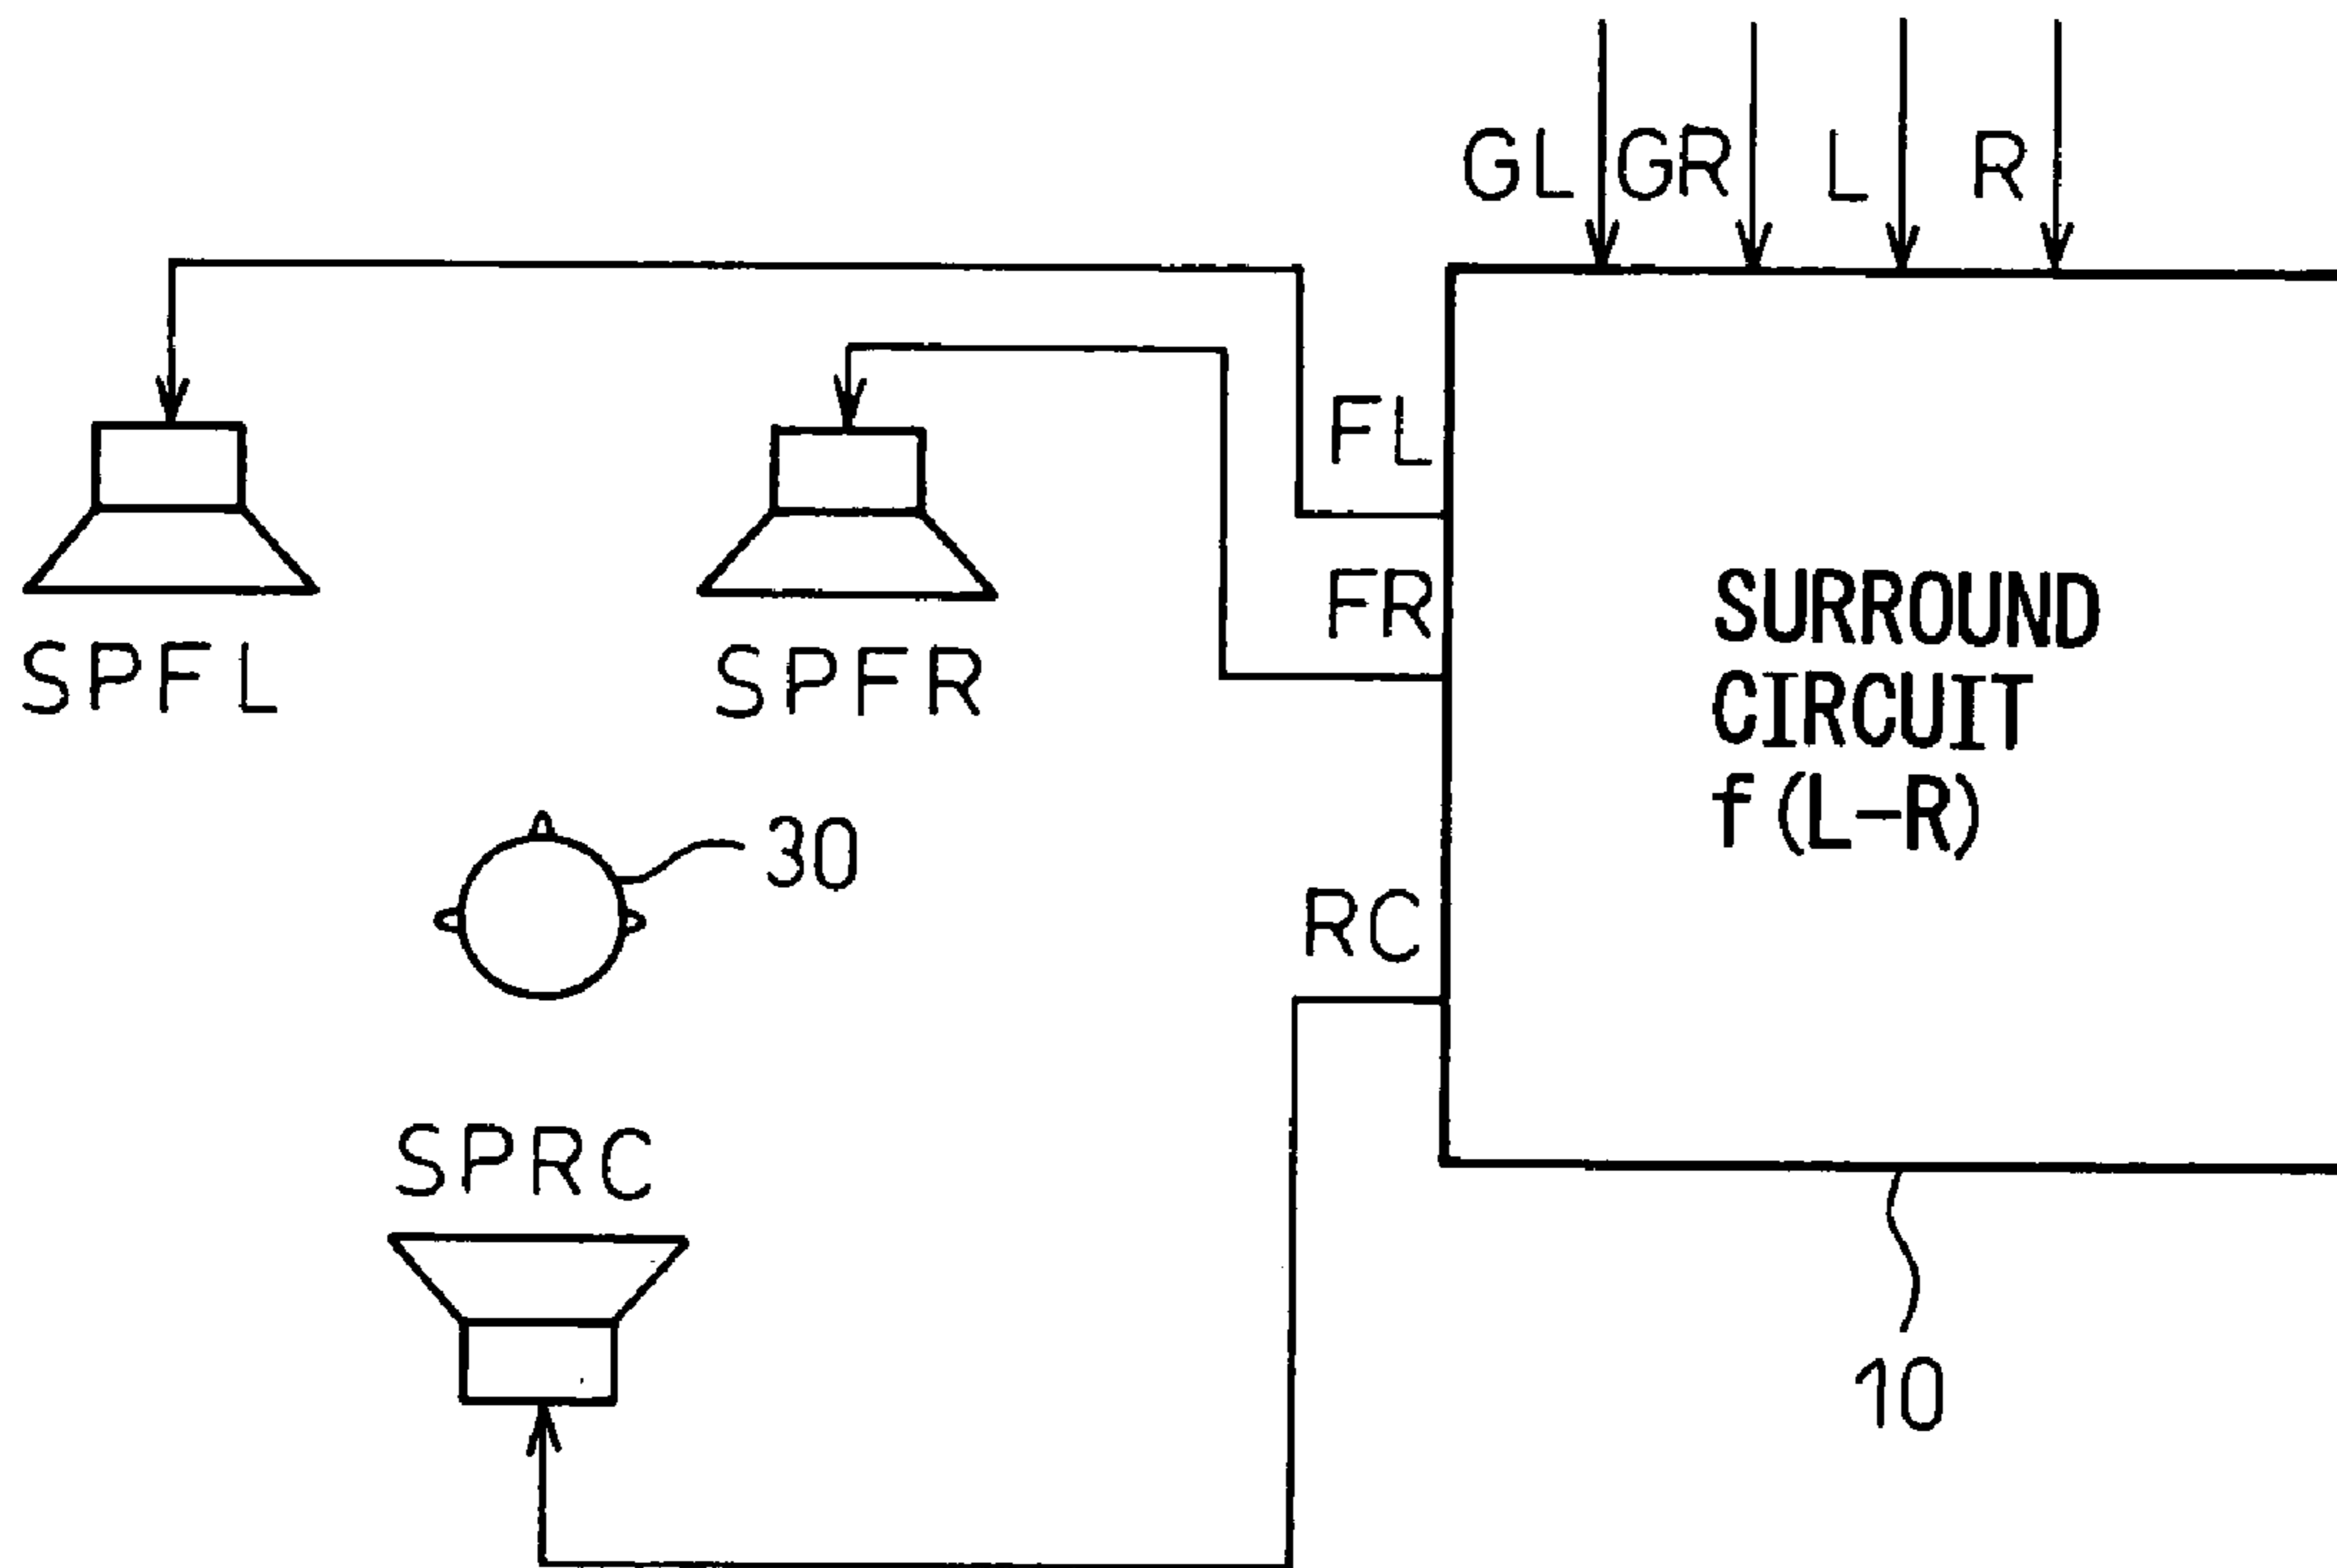 GL GR L R
FL
FR
SURROUND
CIRCUIT
f (L-R)
SPFL
SPFR
30
RC
SPRC
10